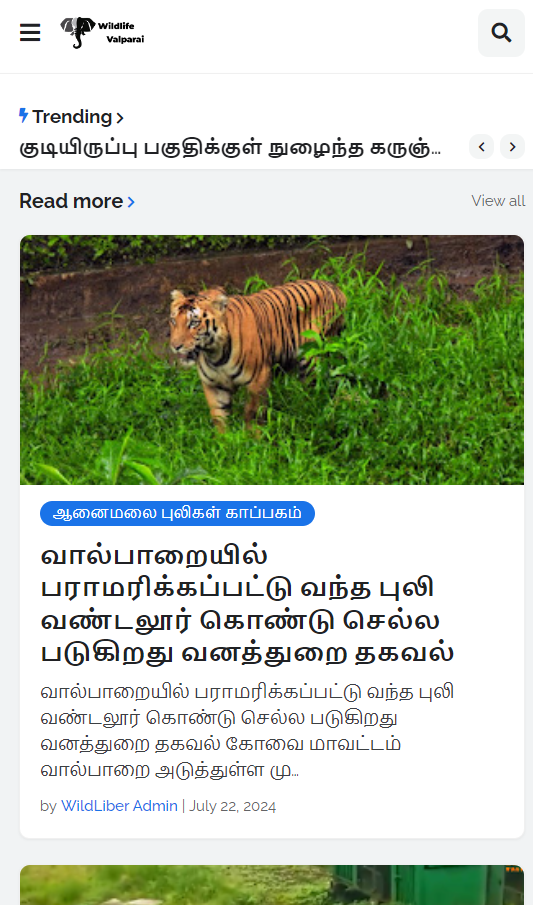 Wildlife
Valparai
Trending
குடியிருப்பு பகுதிக்குள் நுழைந்த கருஞ்...
Read more
View all
ஆனைமலை புலிகள் காப்பகம்
வால்பாறையில்
பராமரிக்கப்பட்டு வந்த புலி
வண்டலூர் கொண்டு செல்ல
படுகிறது வனத்துறை தகவல்
வால்பாறையில் பராமரிக்கப்பட்டு வந்த புலி
வண்டலூர் கொண்டு செல்ல படுகிறது
வனத்துறை தகவல் கோவை மாவட்டம்
வால்பாறை அடுத்துள்ள மு…
by WildLiber Admin | July 22, 2024